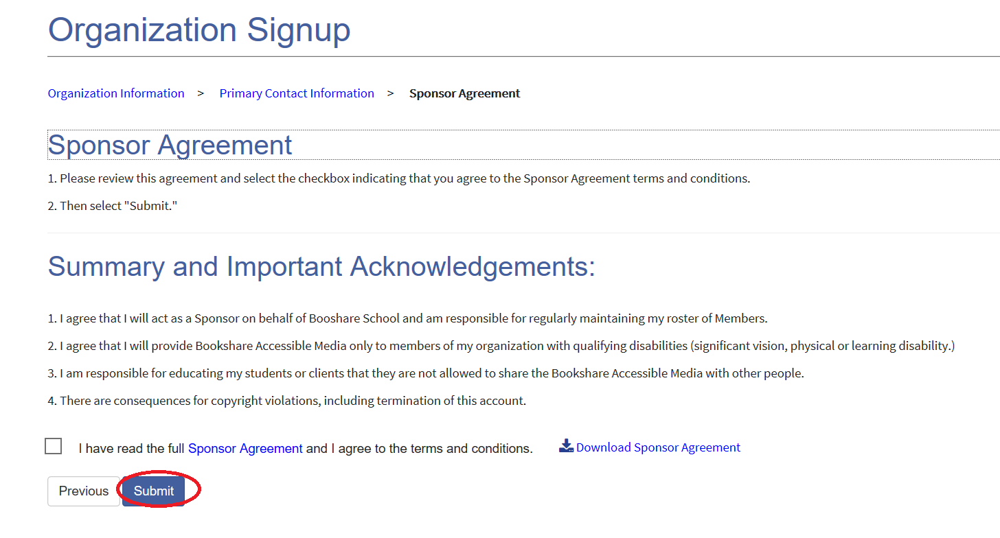 Organization Signup
Organization Information > Primary Contact Information > Sponsor Agreement
Sponsor Agreement
1. Please review this agreement and select the checkbox indicating that you agree to the Sponsor Agreement terms and conditions.
2. Then select "Submit."
Summary and Important Acknowledgements:
1. I agree that I will act as a Sponsor on behalf of Booshare School and am responsible for regularly maintaining my roster of Members.
2. I agree that I will provide Bookshare Accessible Media only to members of my organization with qualifying disabilities (significant vision, physical or learning disability.)
3. I am responsible for educating my students or clients that they are not allowed to share the Bookshare Accessible Media with other people.
4. There are consequences for copyright violations, including termination of this account.
I have read the full Sponsor Agreement and I agree to the terms and conditions. Download Sponsor Agreement
Previous Submit